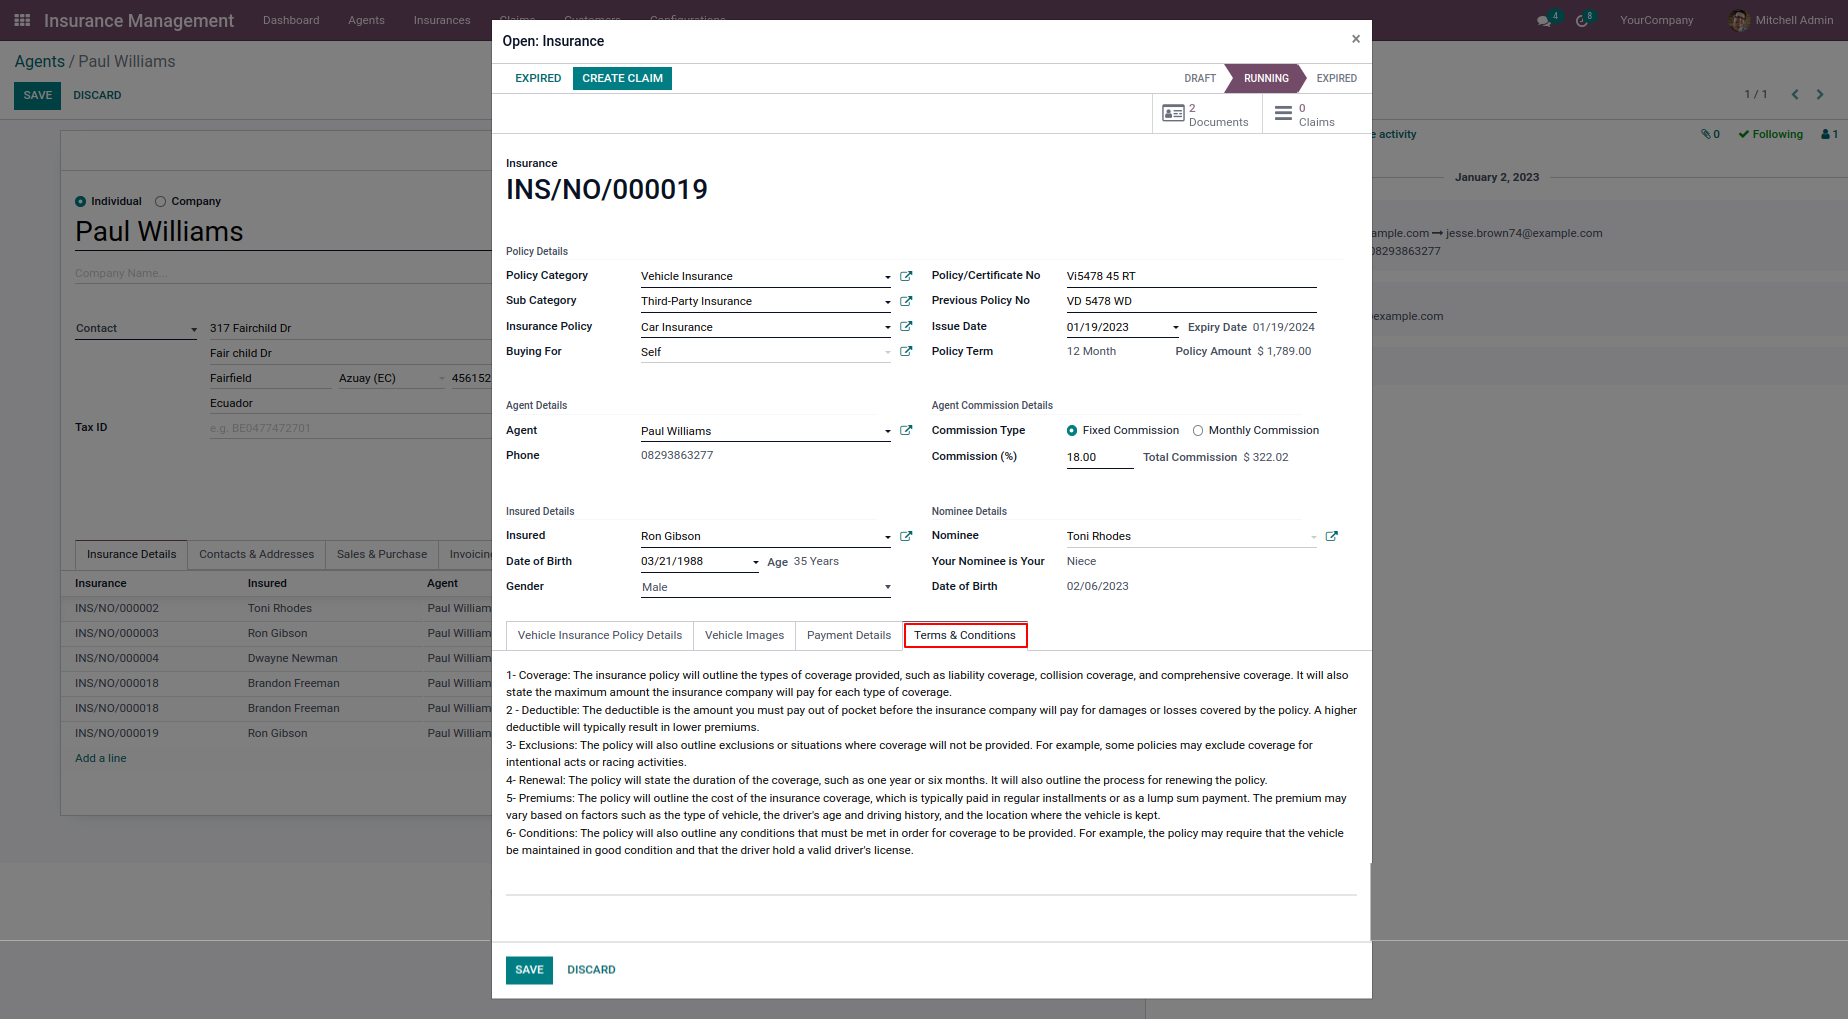 Insurance Management Dashboard Agents Insurances Claims Customers Configurations 4 8 YourCompany Mitchell Admin
Agents / Paul Williams
SAVE DISCARD
1 / 1
e activity 0 Following 1
January 2, 2023
ample.com → jesse.brown74@example.com
08293863277
example.com
Individual Company
Paul Williams
Company Name...
Contact 317 Fairchild Dr
Fair child Dr
Fairfield Azuay (EC) 456152
Ecuador
Tax ID e.g. BE0477472701
Insurance Details Contacts & Addresses Sales & Purchase Invoicin
Insurance Insured Agent
INS/NO/000002 Toni Rhodes Paul William
INS/NO/000003 Ron Gibson Paul William
INS/NO/000004 Dwayne Newman Paul William
INS/NO/000018 Brandon Freeman Paul William
INS/NO/000018 Brandon Freeman Paul William
INS/NO/000019 Ron Gibson Paul William
Add a line
Open: Insurance ×
EXPIRED CREATE CLAIM DRAFT RUNNING EXPIRED
2 0
Documents Claims
Insurance
INS/NO/000019
Policy Details
Policy Category Vehicle Insurance Policy/Certificate No Vi5478 45 RT
Sub Category Third-Party Insurance Previous Policy No VD 5478 WD
Insurance Policy Car Insurance Issue Date 01/19/2023 Expiry Date 01/19/2024
Buying For Self Policy Term 12 Month Policy Amount $ 1,789.00
Agent Details Agent Commission Details
Agent Paul Williams Commission Type Fixed Commission Monthly Commission
Phone 08293863277 Commission (%) 18.00 Total Commission $ 322.02
Insured Details Nominee Details
Insured Ron Gibson Nominee Toni Rhodes
Date of Birth 03/21/1988 Age 35 Years Your Nominee is Your Niece
Gender Male Date of Birth 02/06/2023
Vehicle Insurance Policy Details Vehicle Images Payment Details Terms & Conditions
1- Coverage: The insurance policy will outline the types of coverage provided, such as liability coverage, collision coverage, and comprehensive coverage. It will also
state the maximum amount the insurance company will pay for each type of coverage.
2 - Deductible: The deductible is the amount you must pay out of pocket before the insurance company will pay for damages or losses covered by the policy. A higher
deductible will typically result in lower premiums.
3- Exclusions: The policy will also outline exclusions or situations where coverage will not be provided. For example, some policies may exclude coverage for
intentional acts or racing activities.
4- Renewal: The policy will state the duration of the coverage, such as one year or six months. It will also outline the process for renewing the policy.
5- Premiums: The policy will outline the cost of the insurance coverage, which is typically paid in regular installments or as a lump sum payment. The premium may
vary based on factors such as the type of vehicle, the driver's age and driving history, and the location where the vehicle is kept.
6- Conditions: The policy will also outline any conditions that must be met in order for coverage to be provided. For example, the policy may require that the vehicle
be maintained in good condition and that the driver hold a valid driver's license.
SAVE DISCARD